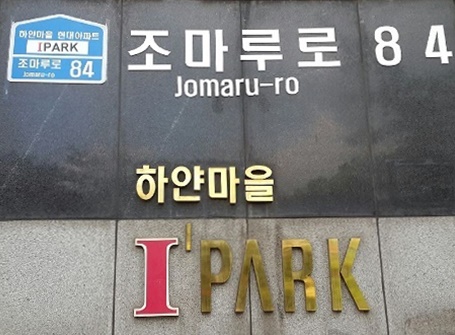 하얀마을 현대아파트
IPARK
조마루로 84
Jomaru-ro
조마루로 84
Jomaru-ro
하얀마을
I'PARK